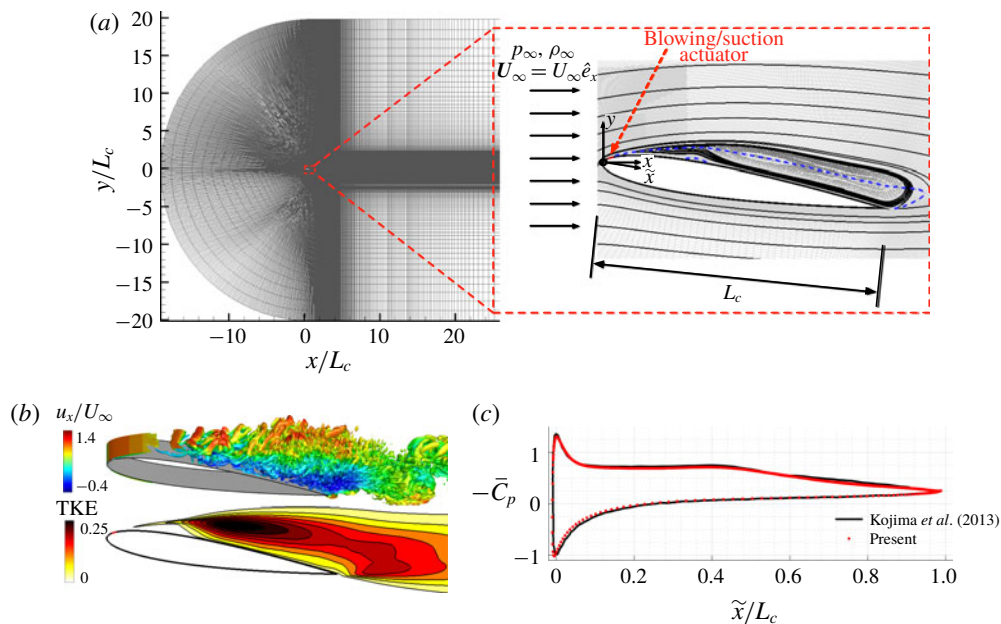 (a)
20
15
10
5
0
−5
−10
−15
−20
y/L_c
−10
0
10
20
x/L_c
Blowing/suction
actuator
p_∞, ρ_∞
U_∞ = U_∞ ê_x
y
x
x̃
L_c
(b)
u_x/U_∞
1.4
−0.4
TKE
0.25
0
(c)
1
0
−1
−C̄_p
Kojima et al. (2013)
Present
0
0.2
0.4
0.6
0.8
1.0
x̃/L_c